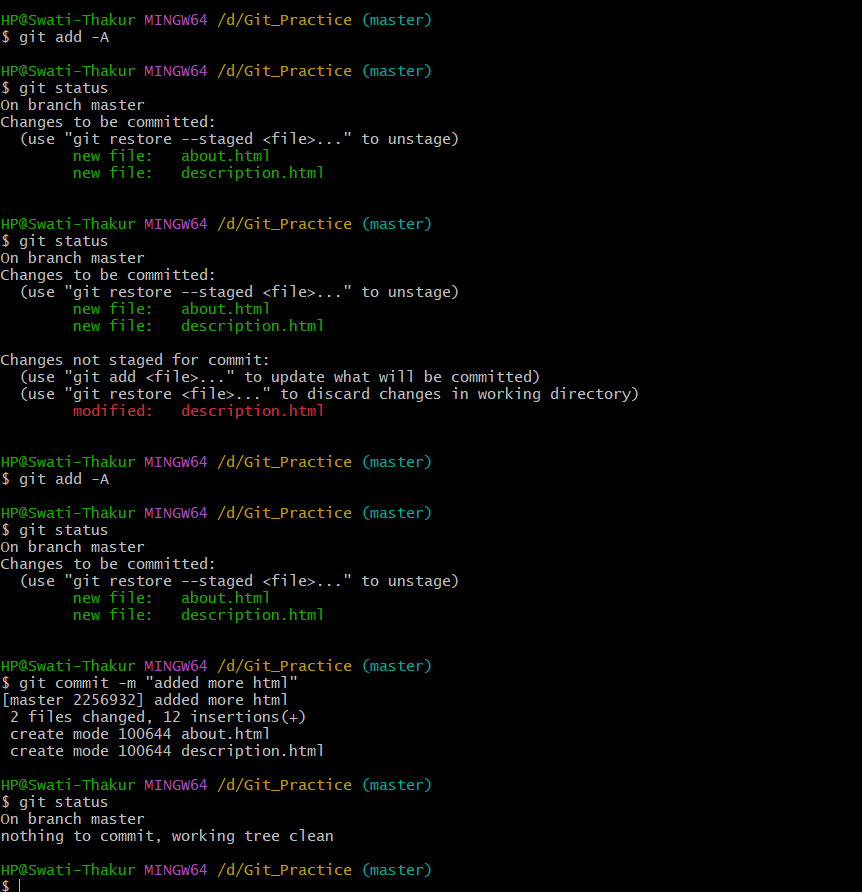 HP@Swati-Thakur MINGW64 /d/Git_Practice (master)
$ git add -A
HP@Swati-Thakur MINGW64 /d/Git_Practice (master)
$ git status
On branch master
Changes to be committed:
  (use "git restore --staged <file>..." to unstage)
        new file:   about.html
        new file:   description.html
HP@Swati-Thakur MINGW64 /d/Git_Practice (master)
$ git status
On branch master
Changes to be committed:
  (use "git restore --staged <file>..." to unstage)
        new file:   about.html
        new file:   description.html
Changes not staged for commit:
  (use "git add <file>..." to update what will be committed)
  (use "git restore <file>..." to discard changes in working directory)
        modified:   description.html
HP@Swati-Thakur MINGW64 /d/Git_Practice (master)
$ git add -A
HP@Swati-Thakur MINGW64 /d/Git_Practice (master)
$ git status
On branch master
Changes to be committed:
  (use "git restore --staged <file>..." to unstage)
        new file:   about.html
        new file:   description.html
HP@Swati-Thakur MINGW64 /d/Git_Practice (master)
$ git commit -m "added more html"
[master 2256932] added more html
 2 files changed, 12 insertions(+)
 create mode 100644 about.html
 create mode 100644 description.html
HP@Swati-Thakur MINGW64 /d/Git_Practice (master)
$ git status
On branch master
nothing to commit, working tree clean
HP@Swati-Thakur MINGW64 /d/Git_Practice (master)
$